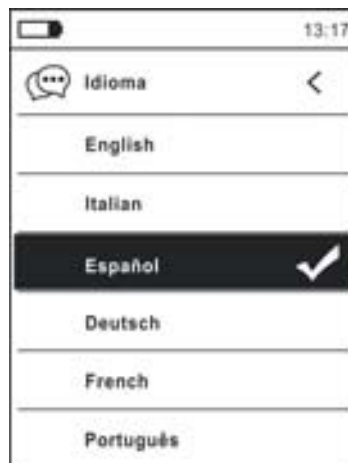 13:17
Idioma
English
Italian
Español
Deutsch
French
Português